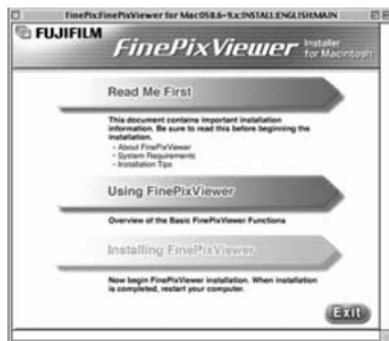 FinePix:FinePixViewer for MacOS8.6-9.x:INSTALL:ENGLISH:MAIN
FUJIFILM
FinePixViewer Installer
for Macintosh
Read Me First
This document contains important installation
information. Be sure to read this before beginning the
installation.
- About FinePixViewer
- System Requirements
- Installation Tips
Using FinePixViewer
Overview of the Basic FinePixViewer Functions
Installing FinePixViewer
Now begin FinePixViewer installation. When installation
is completed, restart your computer.
Exit